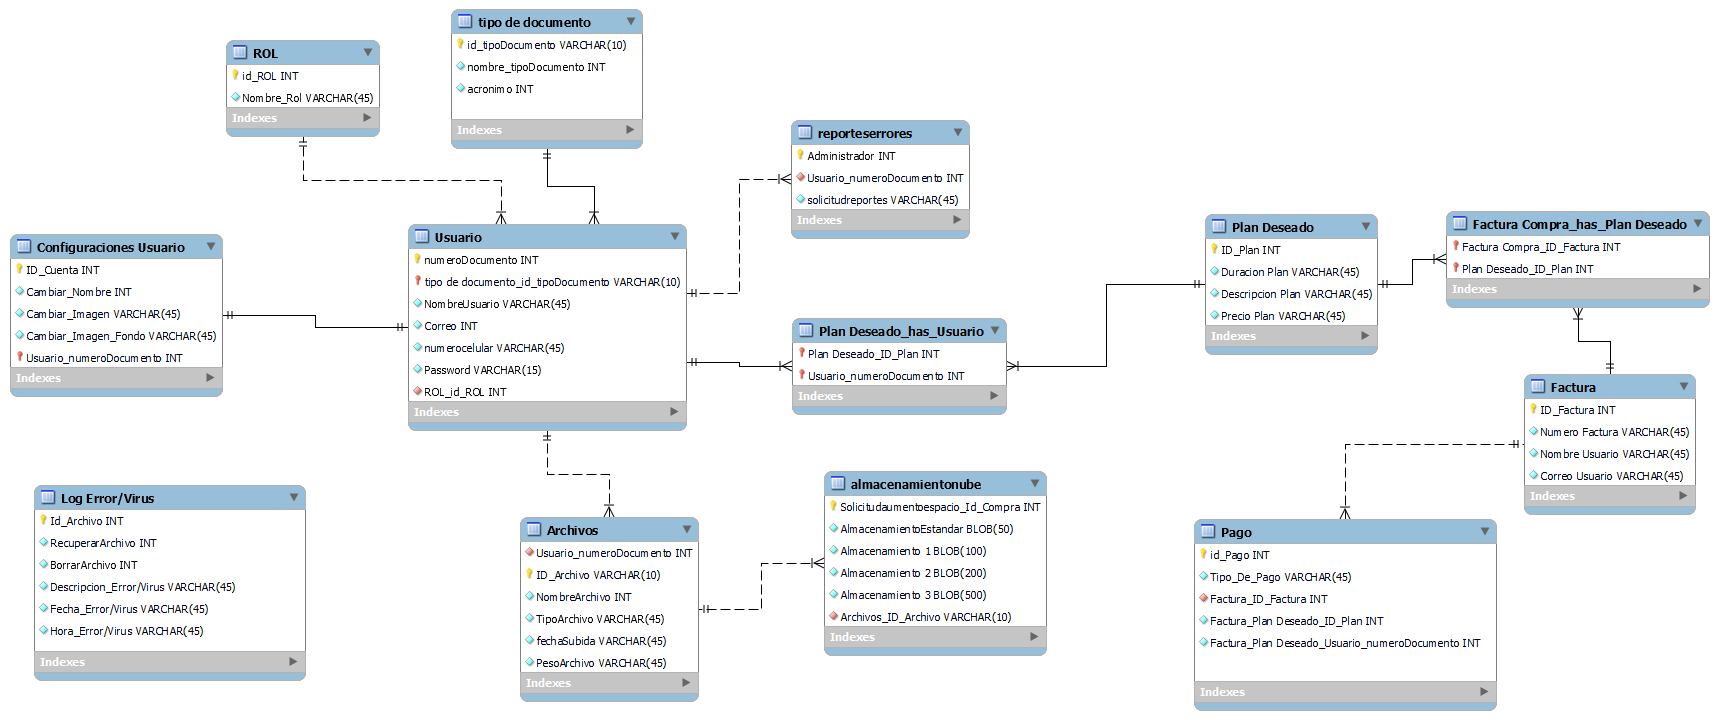 ROL
id_ROL INT
Nombre_Rol VARCHAR(45)
Indexes
tipo de documento
id_tipoDocumento VARCHAR(10)
nombre_tipoDocumento INT
acronimo INT
Indexes
reporteserrores
Administrador INT
Usuario_numeroDocumento INT
solicitudreportes VARCHAR(45)
Indexes
Configuraciones Usuario
ID_Cuenta INT
Cambiar_Nombre INT
Cambiar_Imagen VARCHAR(45)
Cambiar_Imagen_Fondo VARCHAR(45)
Usuario_numeroDocumento INT
Indexes
Usuario
numeroDocumento INT
tipo de documento_id_tipoDocumento VARCHAR(10)
NombreUsuario VARCHAR(45)
Correo INT
numerocelular VARCHAR(45)
Password VARCHAR(15)
ROL_id_ROL INT
Indexes
Plan Deseado_has_Usuario
Plan Deseado_ID_Plan INT
Usuario_numeroDocumento INT
Indexes
Plan Deseado
ID_Plan INT
Duracion Plan VARCHAR(45)
Descripcion Plan VARCHAR(45)
Precio Plan VARCHAR(45)
Indexes
Factura Compra_has_Plan Deseado
Factura Compra_ID_Factura INT
Plan Deseado_ID_Plan INT
Indexes
Factura
ID_Factura INT
Numero Factura VARCHAR(45)
Nombre Usuario VARCHAR(45)
Correo Usuario VARCHAR(45)
Indexes
Log Error/Virus
Id_Archivo INT
RecuperarArchivo INT
BorrarArchivo INT
Descripcion_Error/Virus VARCHAR(45)
Fecha_Error/Virus VARCHAR(45)
Hora_Error/Virus VARCHAR(45)
Indexes
Archivos
Usuario_numeroDocumento INT
ID_Archivo VARCHAR(10)
NombreArchivo INT
TipoArchivo VARCHAR(45)
fechaSubida VARCHAR(45)
PesoArchivo VARCHAR(45)
Indexes
almacenamientonube
Solicitudaumentoespacio_Id_Compra INT
AlmacenamientoEstandar BLOB(50)
Almacenamiento 1 BLOB(100)
Almacenamiento 2 BLOB(200)
Almacenamiento 3 BLOB(500)
Archivos_ID_Archivo VARCHAR(10)
Indexes
Pago
id_Pago INT
Tipo_De_Pago VARCHAR(45)
Factura_ID_Factura INT
Factura_Plan Deseado_ID_Plan INT
Factura_Plan Deseado_Usuario_numeroDocumento INT
Indexes